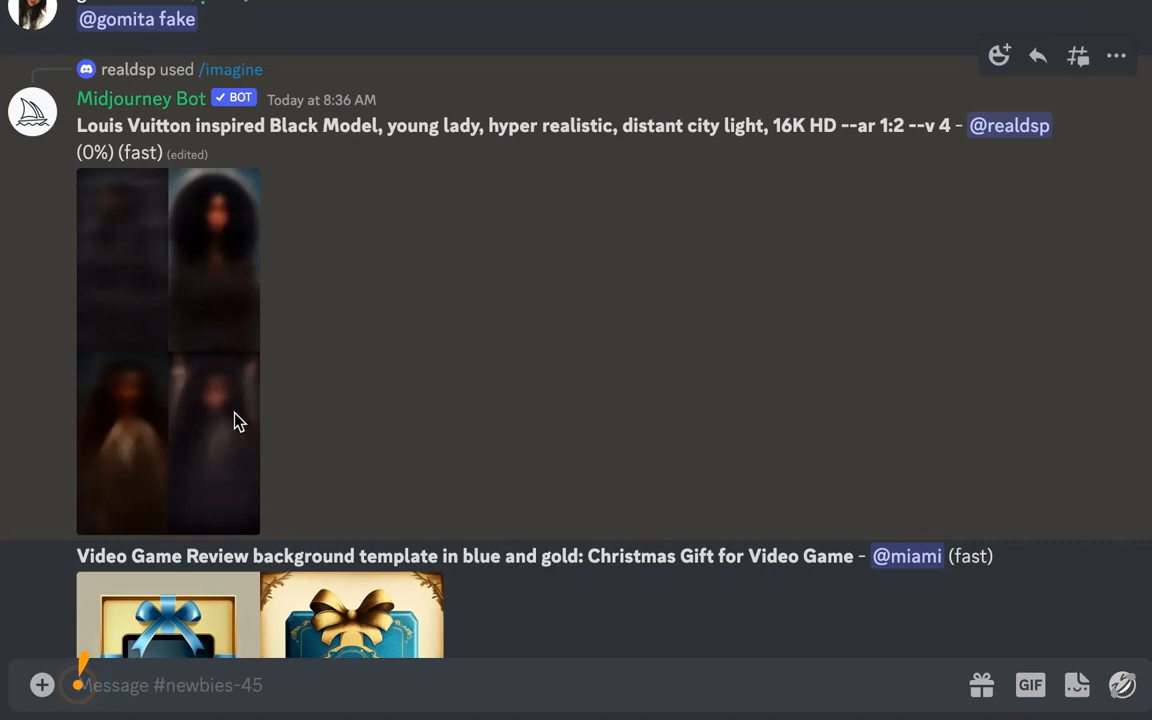 @gomita fake
realdsp used /imagine
Midjourney Bot ✓ BOT Today at 8:36 AM
Louis Vuitton inspired Black Model, young lady, hyper realistic, distant city light, 16K HD --ar 1:2 --v 4 - @realdsp
(0%) (fast) (edited)
Video Game Review background template in blue and gold: Christmas Gift for Video Game - @miami (fast)
Message #newbies-45
GIF